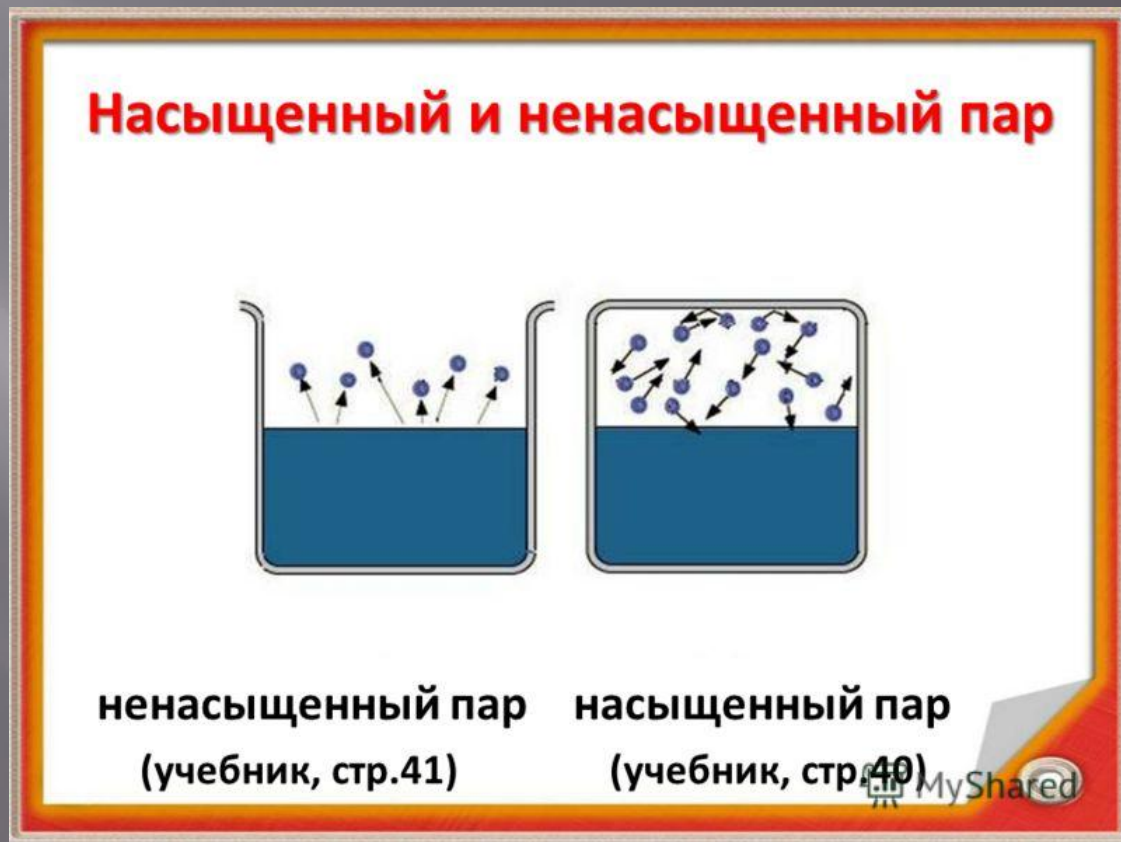 Насыщенный и ненасыщенный пар
ненасыщенный пар
(учебник, стр.41)
насыщенный пар
(учебник, стр.40)
MyShared